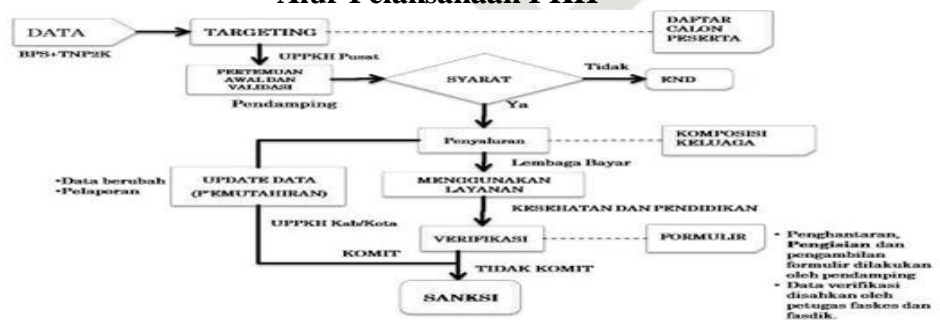 Alur Pelaksanaan PKH
DATA
BPS+TNP2K
TARGETING
DAFTAR
CALON
PESERTA
UPPKH Pusat
PERTEMUAN
AWAL DAN
VALIDASI
Pendamping
SYARAT
Tidak
END
Ya
Penyaluran
KOMPOSISI
KELUAGA
Lembaga Bayar
•Data berubah
•Pelaporan
UPDATE DATA
(PEMUTAHIRAN)
MENGGUNAKAN
LAYANAN
KESEHATAN DAN PENDIDIKAN
UPPKH Kab/Kota
VERIFIKASI
FORMULIR
• Penghantaran,
Pengisian dan
pengambilan
formulir dilakukan
oleh pendamping
• Data verifikasi
disahkan oleh
petugas faskes dan
fasdik.
KOMIT
TIDAK KOMIT
SANKSI